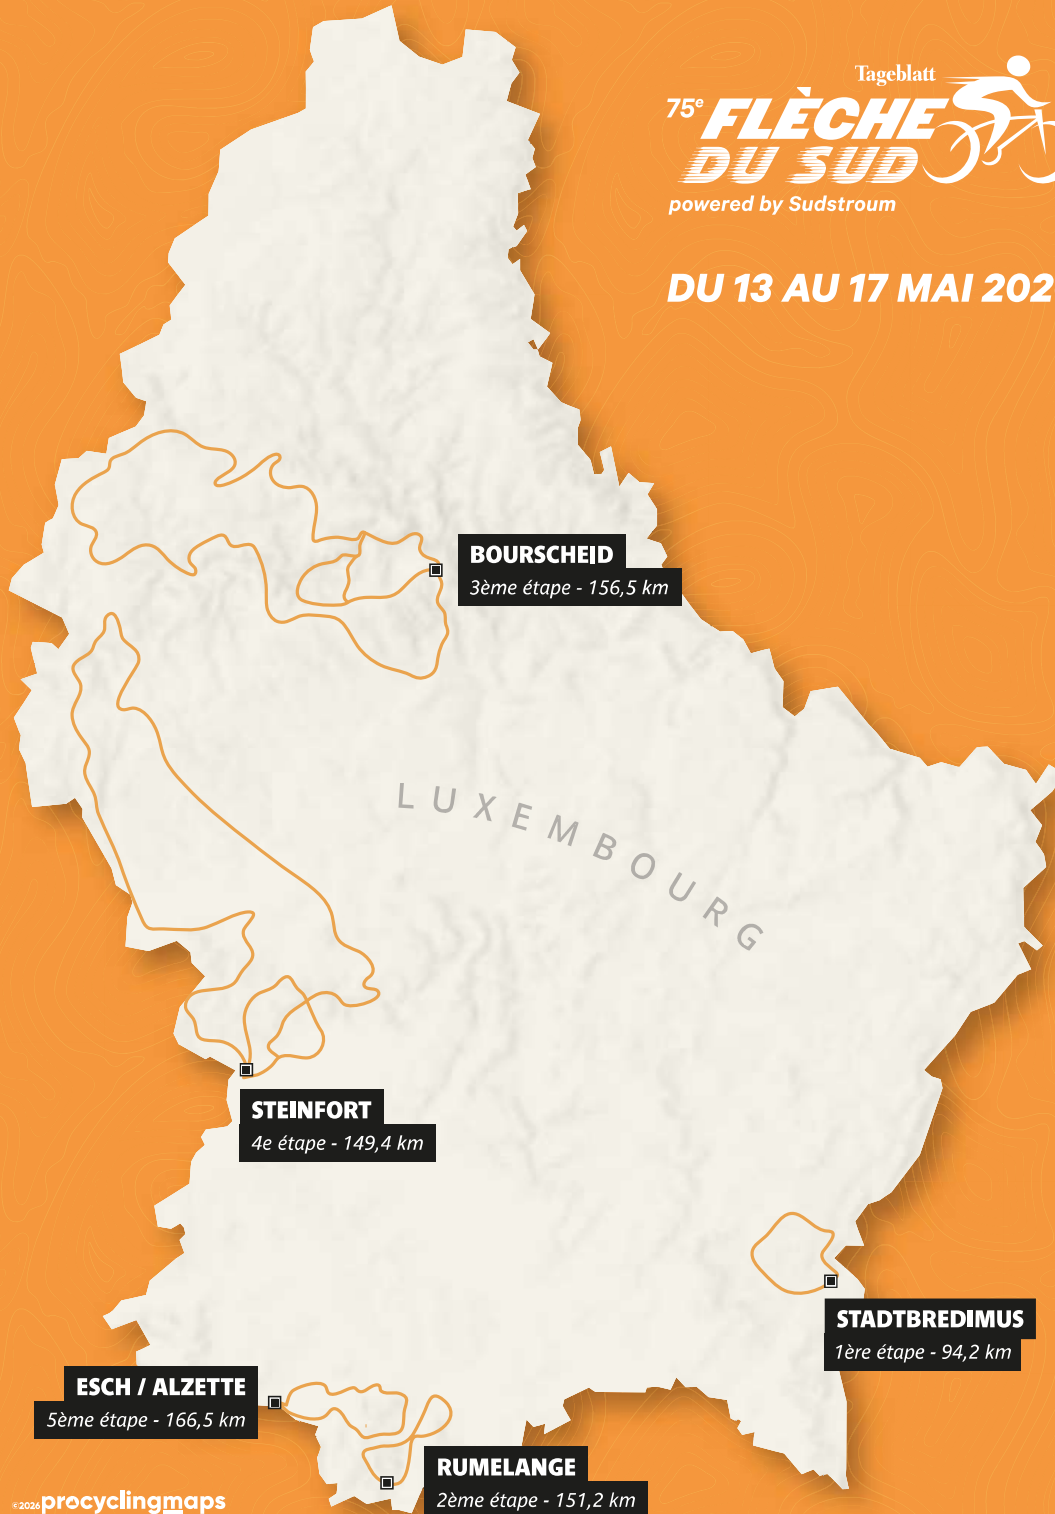 Tageblatt
75e FLÈCHE
DU SUD
powered by Sudstroum
DU 13 AU 17 MAI 202
BOURSCHEID
3ème étape - 156,5 km
LUXEMBOURG
STEINFORT
4e étape - 149,4 km
STADTBREDIMUS
1ère étape - 94,2 km
ESCH / ALZETTE
5ème étape - 166,5 km
RUMELANGE
2ème étape - 151,2 km
©2026 procyclingmaps